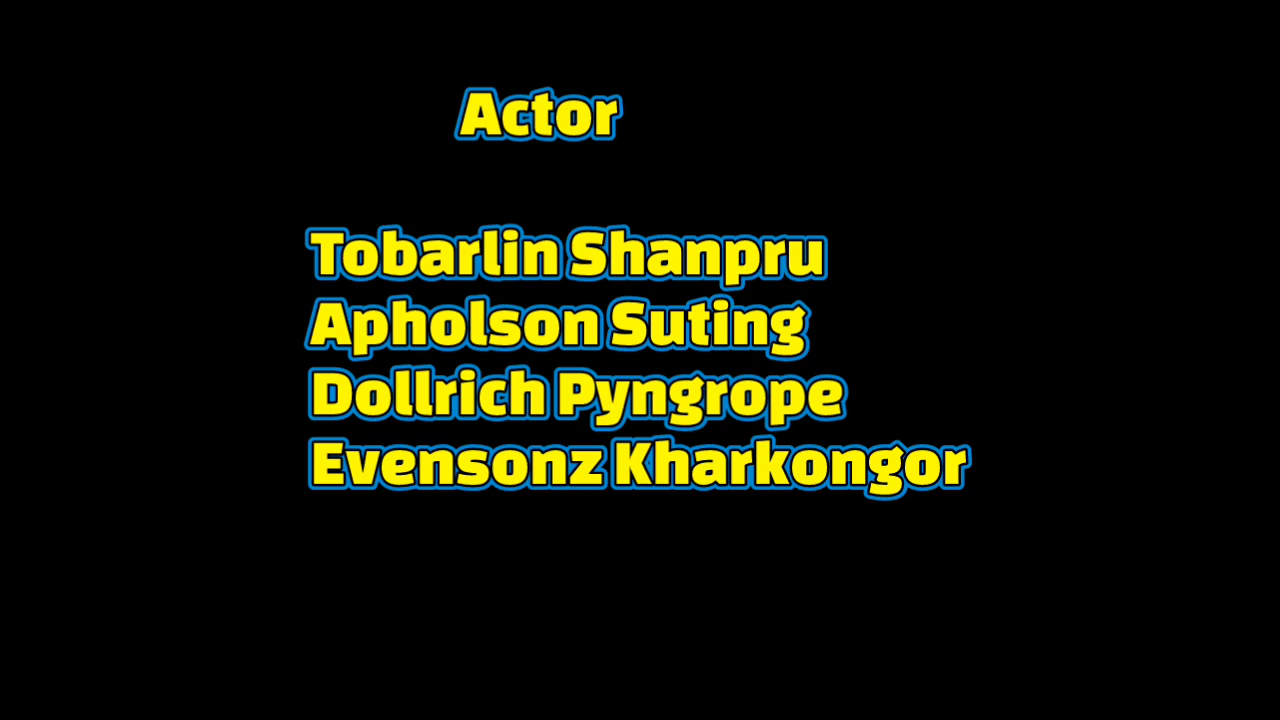 Actor
Tobarlin Shanpru
Apholson Suting
Dollrich Pyngrope
Evensonz Kharkongor